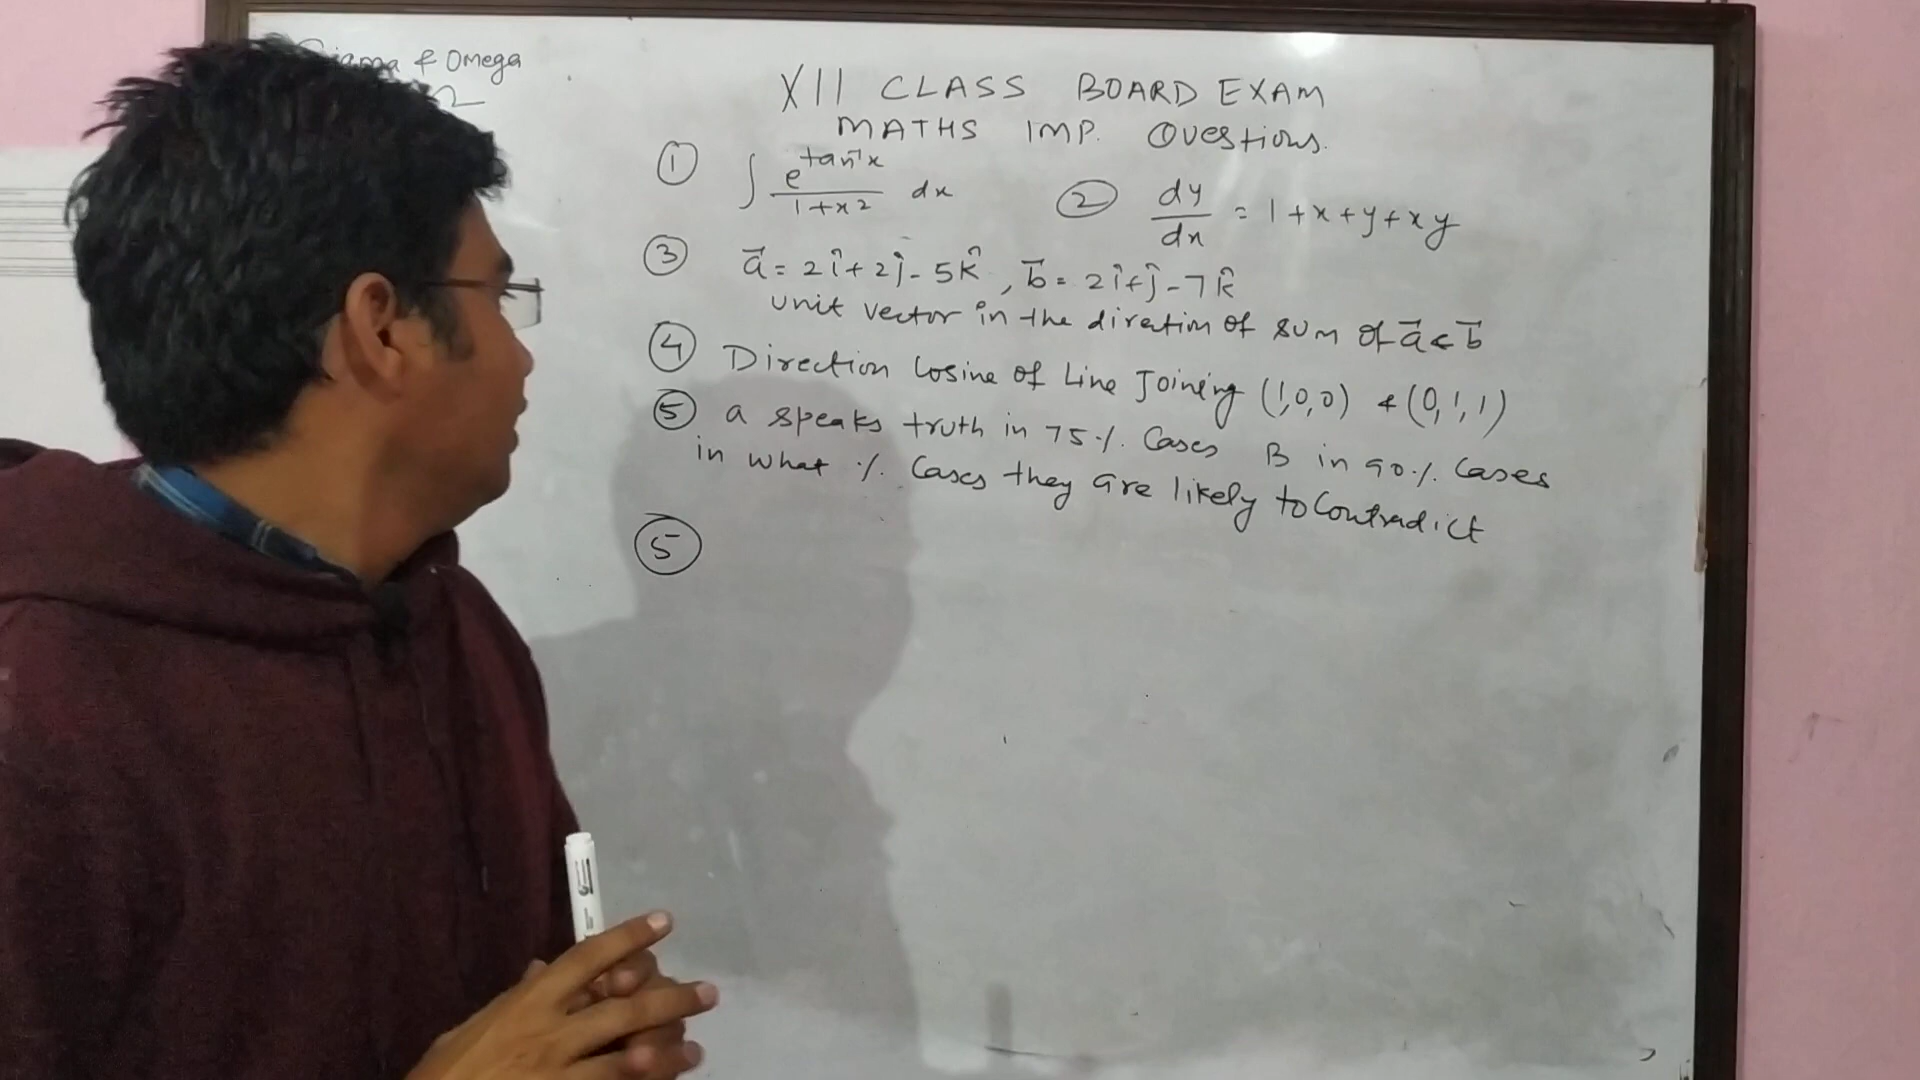 & Omega
XII CLASS BOARD EXAM
MATHS IMP. Questions.
① ∫ e^(tan⁻¹x) / (1+x²) dx ② dy/dx = 1+x+y+xy
③ a⃗ = 2î+2ĵ-5k̂, b⃗ = 2î+ĵ-7k̂
unit vector in the diretion of sum of a⃗ & b⃗
④ Direction Cosine of Line Joining (1,0,0) & (0,1,1)
⑤ a speaks truth in 75% Cases B in 90% Cases
in what % Cases they are likely to Contradict
⑤